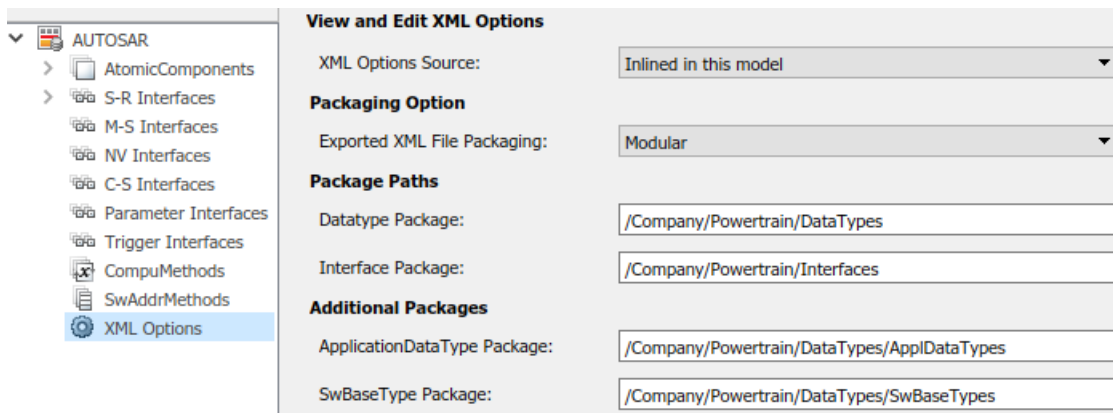 AUTOSAR
AtomicComponents
S-R Interfaces
M-S Interfaces
NV Interfaces
C-S Interfaces
Parameter Interfaces
Trigger Interfaces
CompuMethods
SwAddrMethods
XML Options
View and Edit XML Options
XML Options Source: Inlined in this model
Packaging Option
Exported XML File Packaging: Modular
Package Paths
Datatype Package: /Company/Powertrain/DataTypes
Interface Package: /Company/Powertrain/Interfaces
Additional Packages
ApplicationDataType Package: /Company/Powertrain/DataTypes/ApplDataTypes
SwBaseType Package: /Company/Powertrain/DataTypes/SwBaseTypes